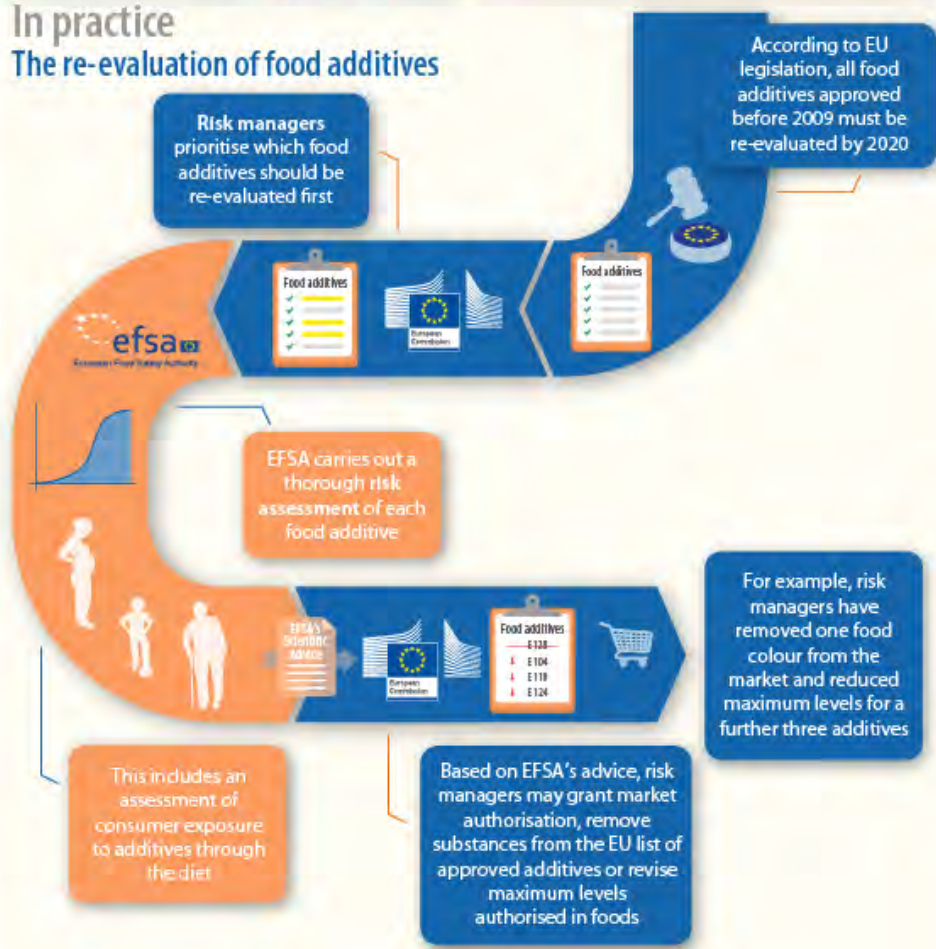 In practice
The re-evaluation of food additives
According to EU
legislation, all food
additives approved
before 2009 must be
re-evaluated by 2020
Risk managers
prioritise which food
additives should be
re-evaluated first
Food additives
European
Commission
Food additives
efsa
European Food Safety Authority
EFSA carries out a
thorough risk
assessment of each
food additive
EFSA's
Scientific
Advice
European
Commission
Food additives
E 128
E 104
E 110
E 124
For example, risk
managers have
removed one food
colour from the
market and reduced
maximum levels for a
further three additives
This includes an
assessment of
consumer exposure
to additives through
the diet
Based on EFSA's advice, risk
managers may grant market
authorisation, remove
substances from the EU list of
approved additives or revise
maximum levels
authorised in foods